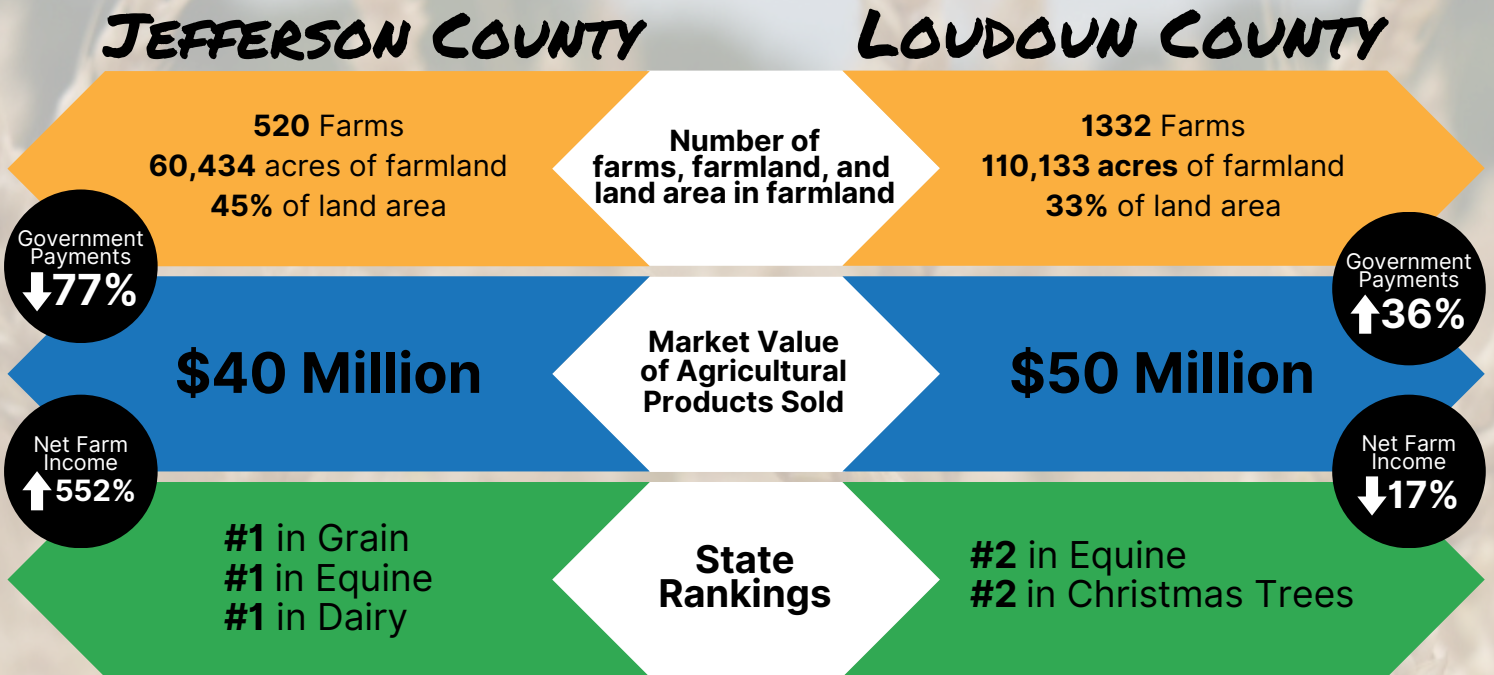 JEFFERSON COUNTY
LOUDOUN COUNTY
520 Farms
60,434 acres of farmland
45% of land area
Number of
farms, farmland, and
land area in farmland
1332 Farms
110,133 acres of farmland
33% of land area
Government
Payments
77%
Government
Payments
36%
$40 Million
Market Value
of Agricultural
Products Sold
$50 Million
Net Farm
Income
552%
Net Farm
Income
17%
#1 in Grain
#1 in Equine
#1 in Dairy
State
Rankings
#2 in Equine
#2 in Christmas Trees